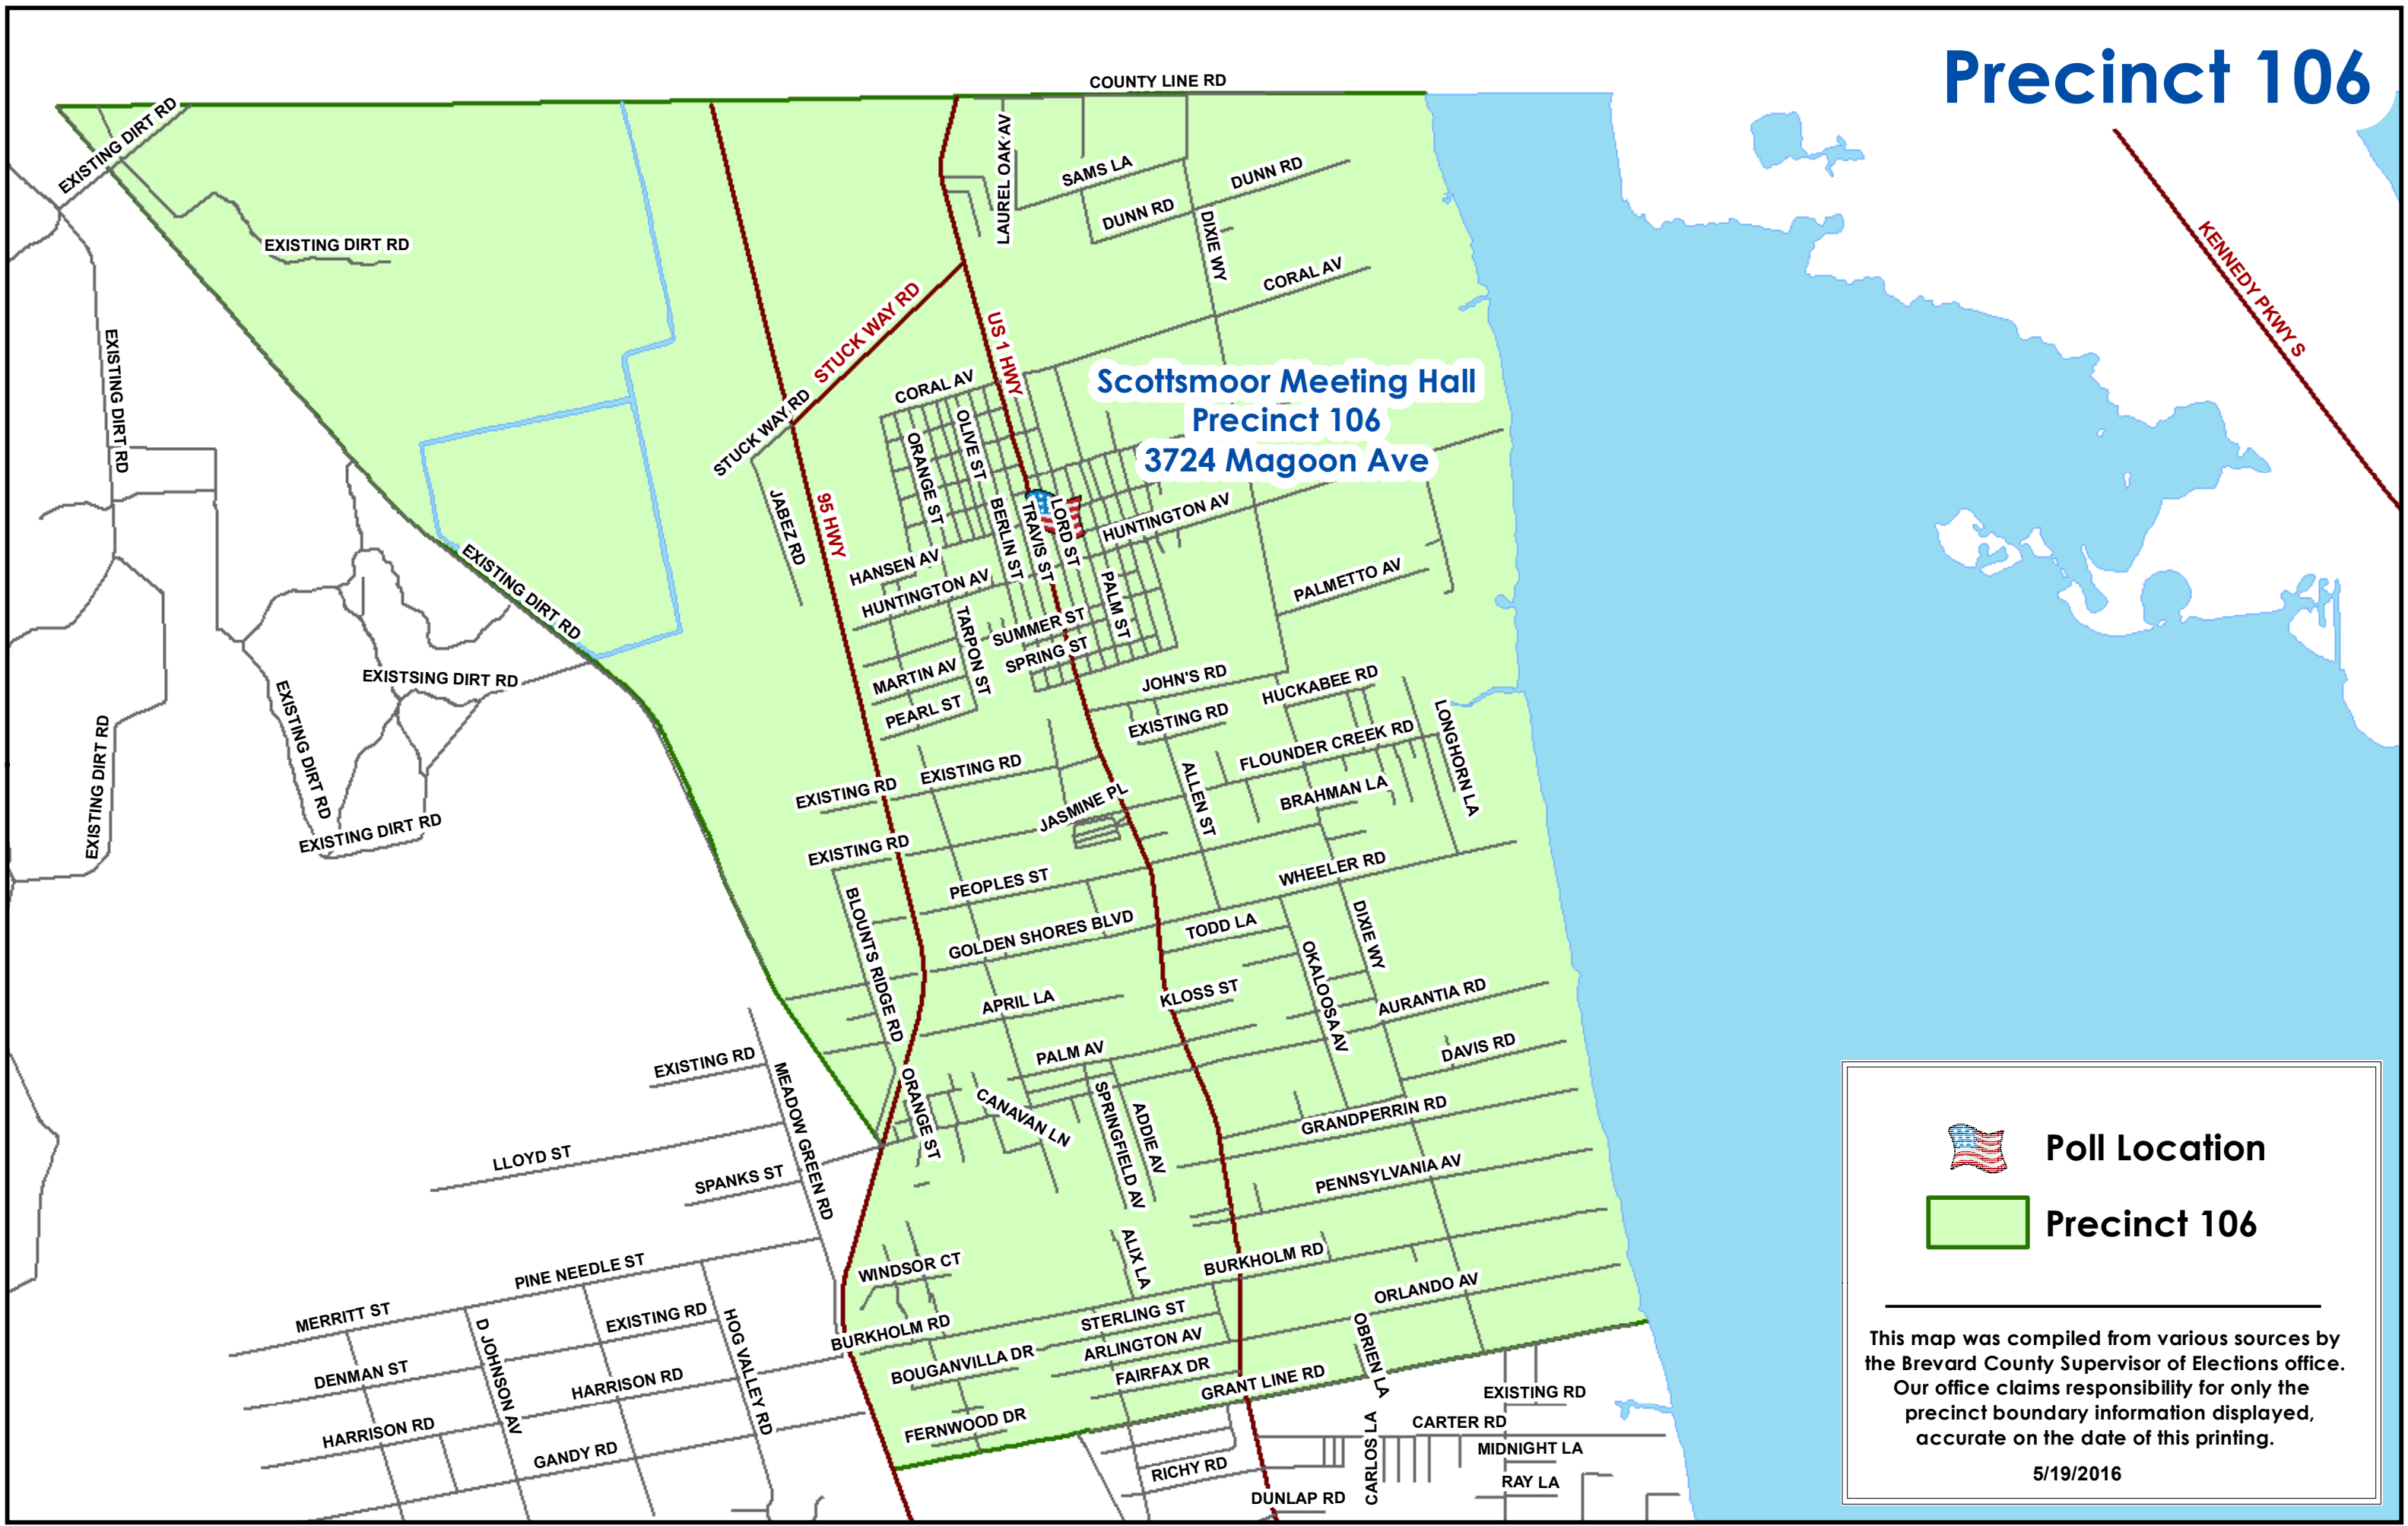 Precinct 106
COUNTY LINE RD
EXISTING DIRT RD
LAUREL OAK AV
SAMS LA
DUNN RD
DUNN RD
DIXIE WY
EXISTING DIRT RD
KENNEDY PKWY S
CORAL AV
STUCK WAY RD
US 1 HWY
EXISTING DIRT RD
Scottsmoor Meeting Hall
Precinct 106
3724 Magoon Ave
CORAL AV
STUCK WAY RD
OLIVE ST
ORANGE ST
JABEZ RD
95 HWY
BERLIN ST
TRAVIS ST
LORD ST
HUNTINGTON AV
HANSEN AV
HUNTINGTON AV
PALM ST
PALMETTO AV
EXISTING DIRT RD
TARPON ST
SUMMER ST
SPRING ST
EXISTSING DIRT RD
MARTIN AV
PEARL ST
JOHN'S RD
HUCKABEE RD
EXISTING RD
LONGHORN LA
EXISTING DIRT RD
EXISTING DIRT RD
FLOUNDER CREEK RD
EXISTING RD
EXISTING RD
ALLEN ST
BRAHMAN LA
JASMINE PL
EXISTING DIRT RD
EXISTING RD
WHEELER RD
PEOPLES ST
BLOUNTS RIDGE RD
GOLDEN SHORES BLVD
TODD LA
DIXIE WY
OKALOOSA AV
APRIL LA
KLOSS ST
AURANTIA RD
EXISTING RD
PALM AV
DAVIS RD
MEADOW GREEN RD
ORANGE ST
CANAVAN LN
SPRINGFIELD AV
ADDIE AV
GRANDPERRIN RD
LLOYD ST
SPANKS ST
PENNSYLVANIA AV
ALIX LA
WINDSOR CT
BURKHOLM RD
PINE NEEDLE ST
ORLANDO AV
MERRITT ST
EXISTING RD
HOG VALLEY RD
STERLING ST
BURKHOLM RD
OBRIEN LA
D JOHNSON AV
ARLINGTON AV
BOUGANVILLA DR
FAIRFAX DR
DENMAN ST
HARRISON RD
GRANT LINE RD
EXISTING RD
HARRISON RD
FERNWOOD DR
CARTER RD
CARLOS LA
GANDY RD
MIDNIGHT LA
RICHY RD
RAY LA
DUNLAP RD
Poll Location
Precinct 106
This map was compiled from various sources by
the Brevard County Supervisor of Elections office.
Our office claims responsibility for only the
precinct boundary information displayed,
accurate on the date of this printing.
5/19/2016